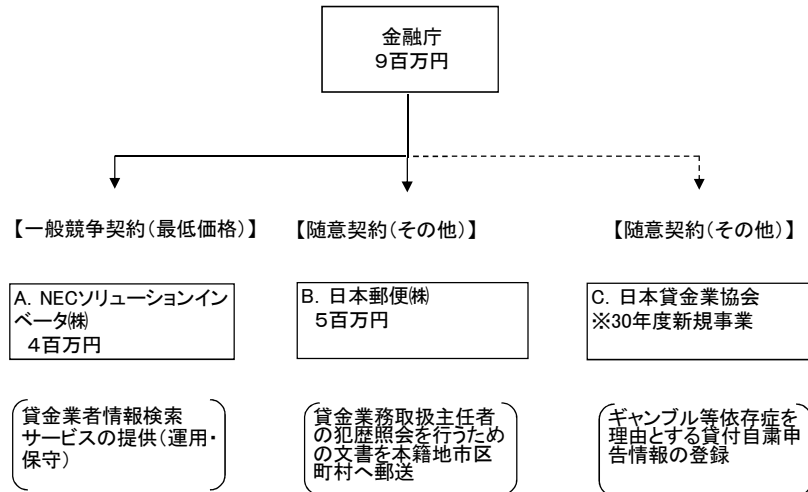 金融庁
９百万円
【一般競争契約（最低価格）】
【随意契約（その他）】
【随意契約（その他）】
A．NECソリューションイン
ベータ㈱
４百万円
B．日本郵便㈱
５百万円
C．日本貸金業協会
※30年度新規事業
貸金業者情報検索
サービスの提供（運用・
保守）
貸金業務取扱主任者
の犯歴照会を行うため
の文書を本籍地市区
町村へ郵送
ギャンブル等依存症を
理由とする貸付自粛申
告情報の登録